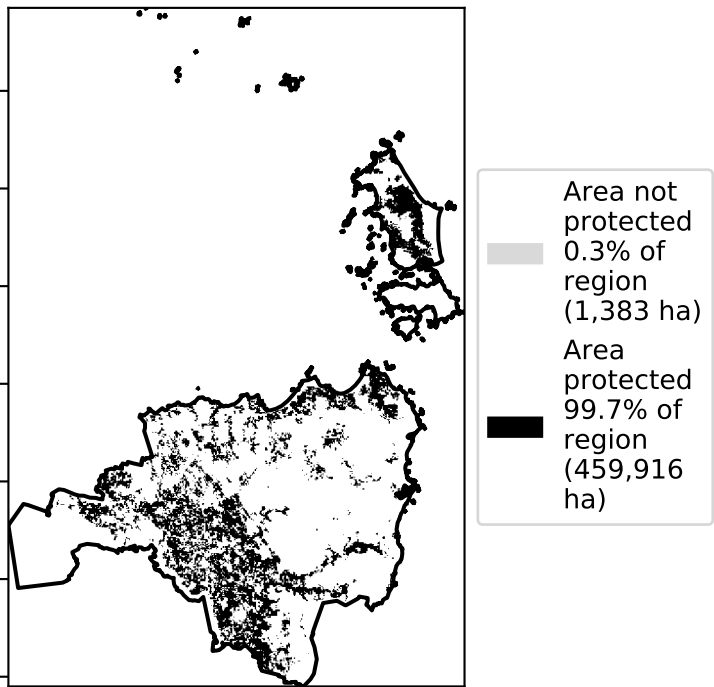 Area not
protected
0.3% of
region
(1,383 ha)
Area
protected
99.7% of
region
(459,916
ha)